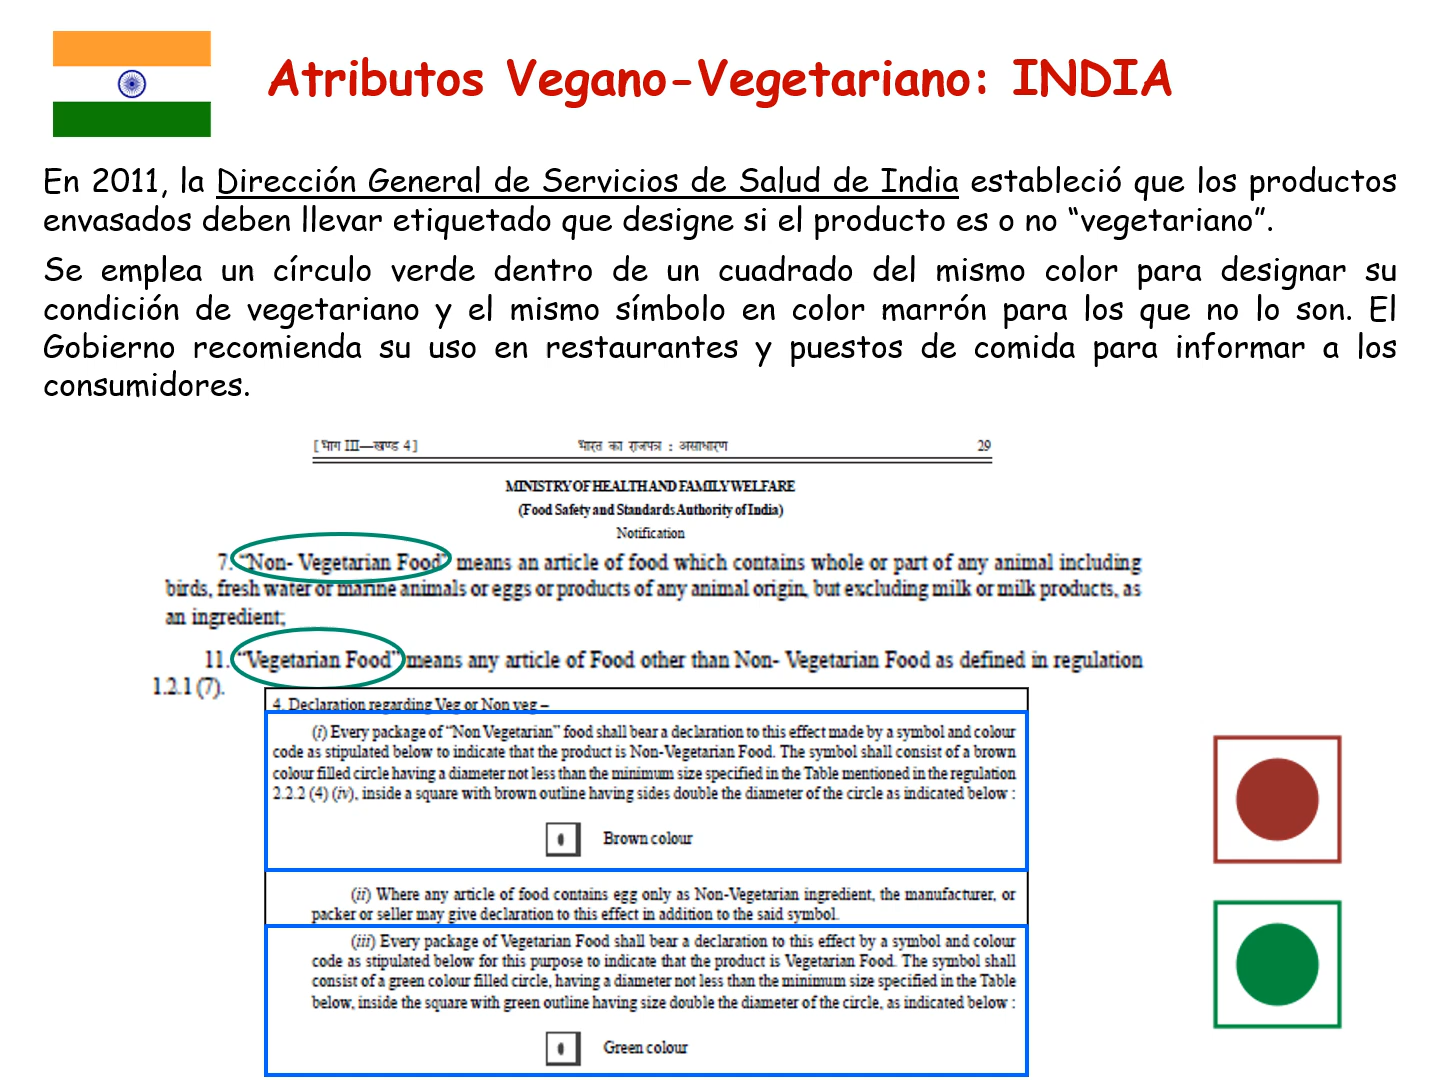 Atributos Vegano-Vegetariano: INDIA
En 2011, la Dirección General de Servicios de Salud de India estableció que los productos
envasados deben llevar etiquetado que designe si el producto es o no “vegetariano”.
Se emplea un círculo verde dentro de un cuadrado del mismo color para designar su
condición de vegetariano y el mismo símbolo en color marrón para los que no lo son. El
Gobierno recomienda su uso en restaurantes y puestos de comida para informar a los
consumidores.
[ भाग III—खण्ड 4 ] भारत का राजपत्र : असाधारण 29
MINISTRY OF HEALTH AND FAMILY WELFARE
(Food Safety and Standards Authority of India)
Notification
7. “Non- Vegetarian Food” means an article of food which contains whole or part of any animal including
birds, fresh water or marine animals or eggs or products of any animal origin, but excluding milk or milk products, as
an ingredient;
11. “Vegetarian Food” means any article of Food other than Non- Vegetarian Food as defined in regulation
1.2.1 (7).
4. Declaration regarding Veg or Non veg –
(i) Every package of “Non Vegetarian” food shall bear a declaration to this effect made by a symbol and colour
code as stipulated below to indicate that the product is Non-Vegetarian Food. The symbol shall consist of a brown
colour filled circle having a diameter not less than the minimum size specified in the Table mentioned in the regulation
2.2.2 (4) (iv), inside a square with brown outline having sides double the diameter of the circle as indicated below :
Brown colour
(ii) Where any article of food contains egg only as Non-Vegetarian ingredient, the manufacturer, or
packer or seller may give declaration to this effect in addition to the said symbol.
(iii) Every package of Vegetarian Food shall bear a declaration to this effect by a symbol and colour
code as stipulated below for this purpose to indicate that the product is Vegetarian Food. The symbol shall
consist of a green colour filled circle, having a diameter not less than the minimum size specified in the Table
below, inside the square with green outline having size double the diameter of the circle, as indicated below :
Green colour